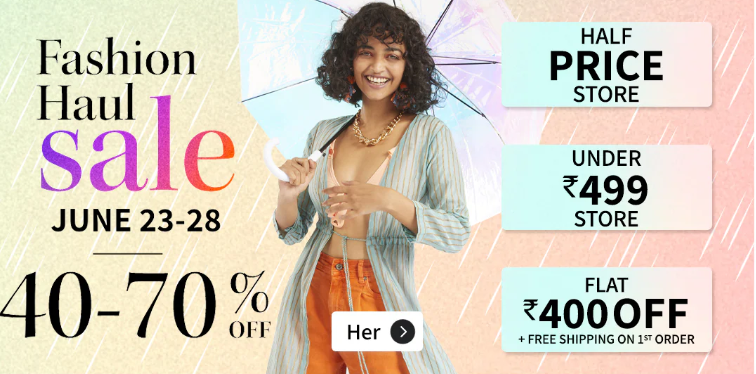 Fashion
Haul
sale
JUNE 23-28
40-70%
OFF
Her
HALF
PRICE
STORE
UNDER
₹499
STORE
FLAT
₹400 OFF
+ FREE SHIPPING ON 1ST ORDER